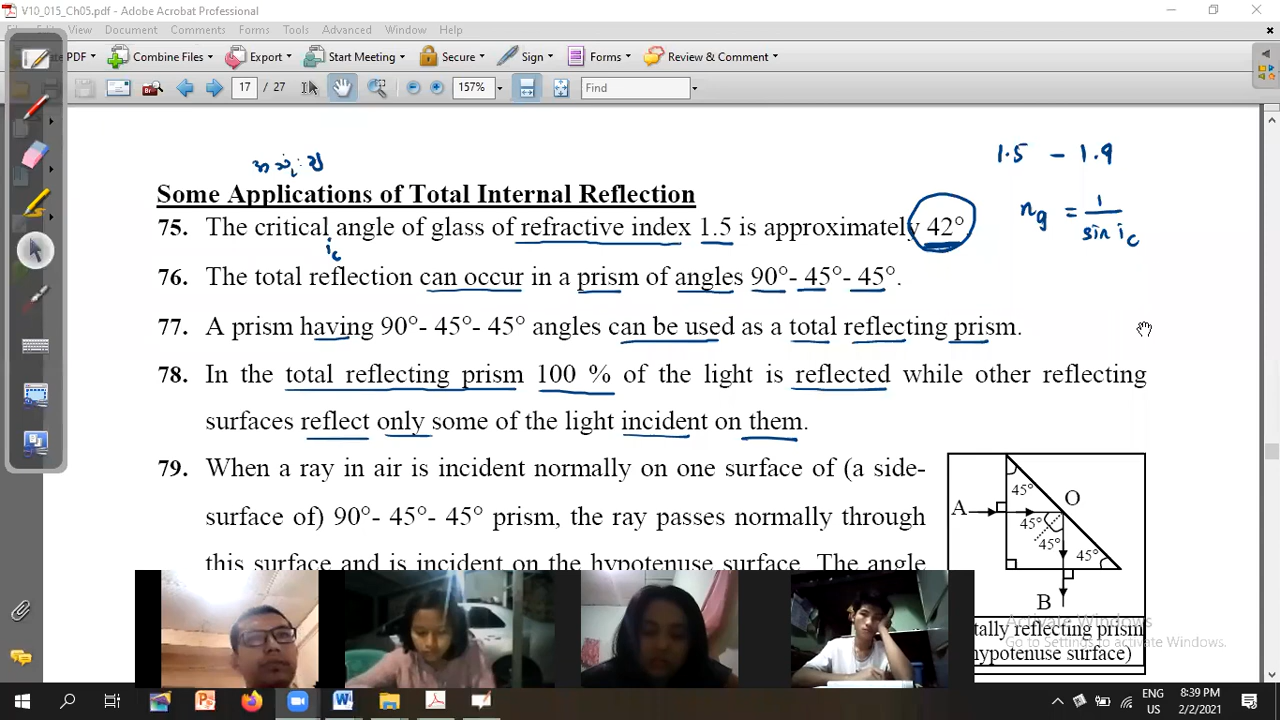 V10_015_Ch05.pdf - Adobe Acrobat Professional
View Document Comments Forms Tools Advanced Window Help
PDF Combine Files Export Start Meeting Secure Sign Forms Review & Comment
17 / 27 157% Find
1.5 - 1.9
Some Applications of Total Internal Reflection
75. The critical angle of glass of refractive index 1.5 is approximately 42°.
n g = 1 / sin i c
i c
76. The total reflection can occur in a prism of angles 90°- 45°- 45°.
77. A prism having 90°- 45°- 45° angles can be used as a total reflecting prism.
78. In the total reflecting prism 100 % of the light is reflected while other reflecting
surfaces reflect only some of the light incident on them.
79. When a ray in air is incident normally on one surface of (a side-
surface of) 90°- 45°- 45° prism, the ray passes normally through
this surface and is incident on the hypotenuse surface. The angle
45°
A O
45°
45° 45°
B
Activate Windows
tally reflecting prism
Go to Settings to activate Windows.
hypotenuse surface)
ENG 8:39 PM
US 2/2/2021